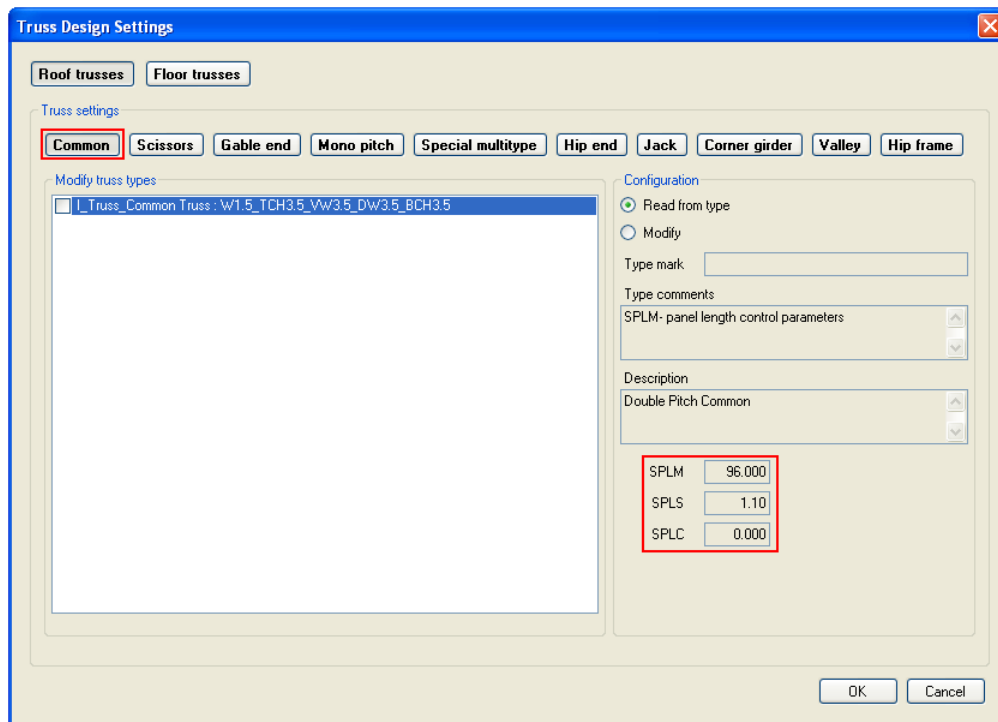 Truss Design Settings
Roof trusses Floor trusses
Truss settings
Common Scissors Gable end Mono pitch Special multitype Hip end Jack Corner girder Valley Hip frame
Modify truss types
I_Truss_Common Truss : W1.5_TCH3.5_VW3.5_DW3.5_BCH3.5
Configuration
Read from type
Modify
Type mark
Type comments
SPLM- panel length control parameters
Description
Double Pitch Common
SPLM 96.000
SPLS 1.10
SPLC 0.000
OK Cancel